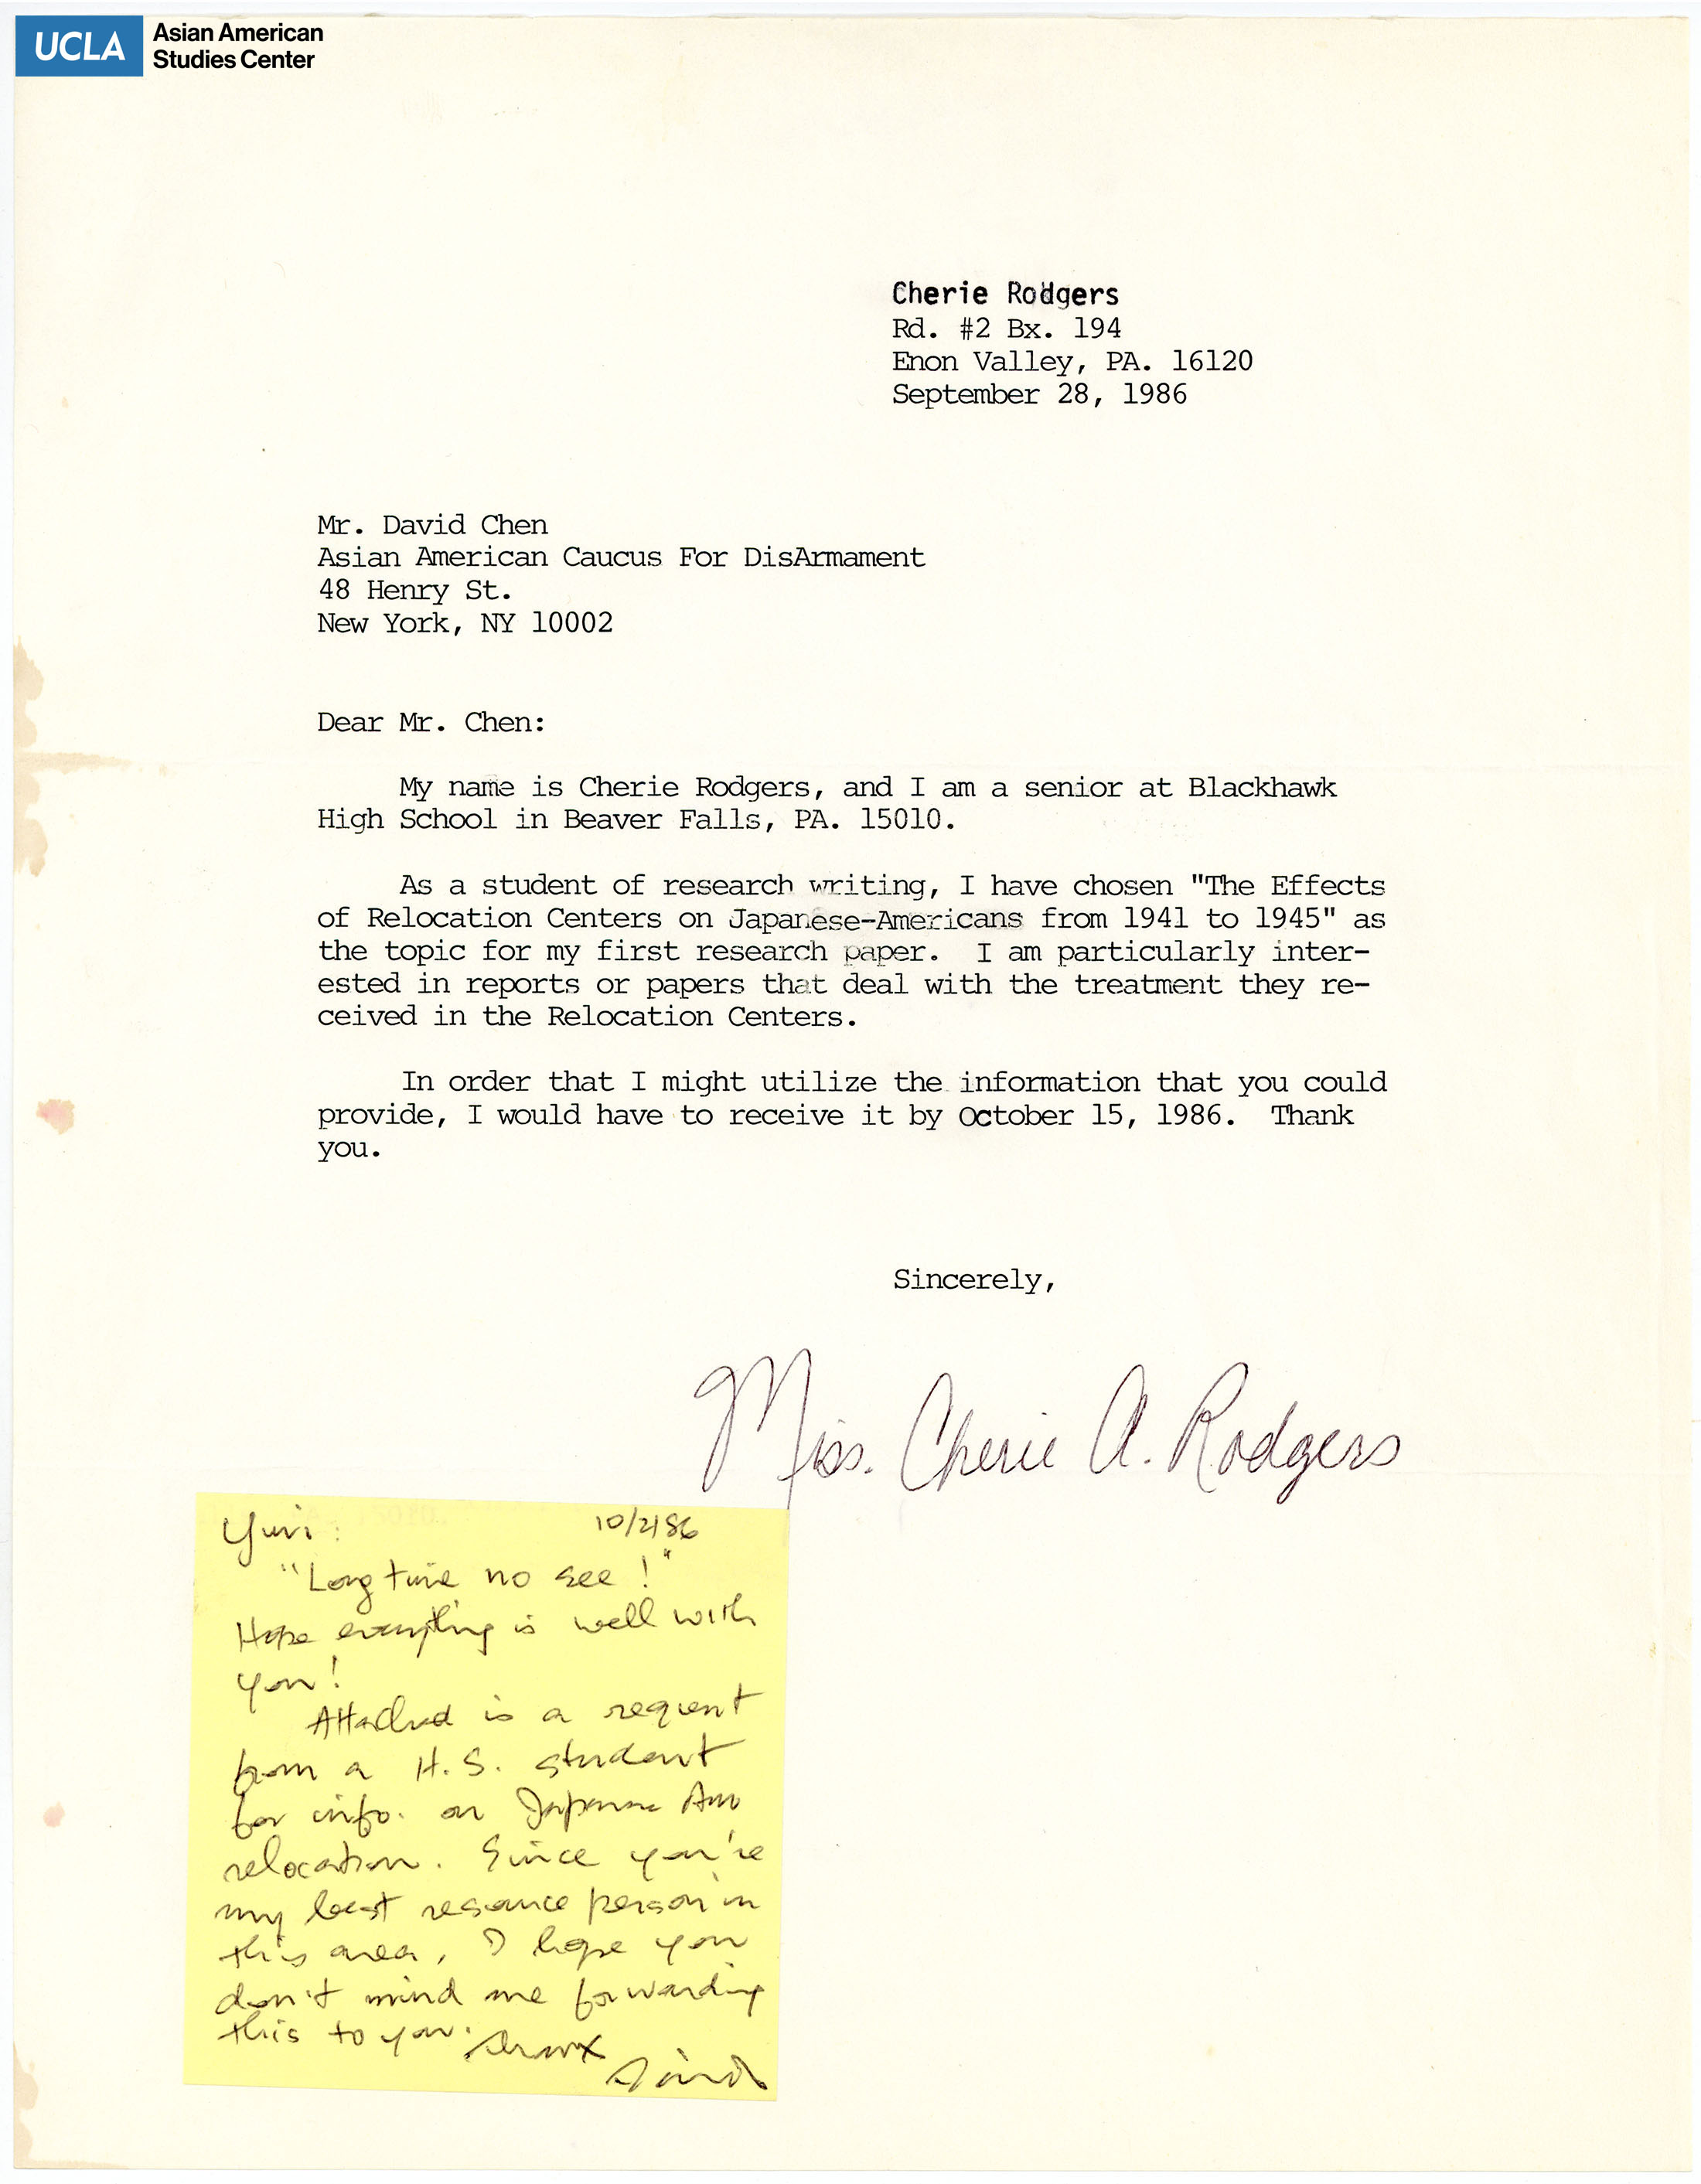 UCLA Asian American
Studies Center
Cherie Rodgers
Rd. #2 Bx. 194
Enon Valley, PA. 16120
September 28, 1986
Mr. David Chen
Asian American Caucus For DisArmament
48 Henry St.
New York, NY 10002
Dear Mr. Chen:
My name is Cherie Rodgers, and I am a senior at Blackhawk
High School in Beaver Falls, PA. 15010.
As a student of research writing, I have chosen "The Effects
of Relocation Centers on Japanese-Americans from 1941 to 1945" as
the topic for my first research paper. I am particularly inter-
ested in reports or papers that deal with the treatment they re-
ceived in the Relocation Centers.
In order that I might utilize the information that you could
provide, I would have to receive it by October 15, 1986. Thank
you.
Sincerely,
Miss. Cherie A. Rodgers
Yuri: 10/2/86
"Long time no see!"
Hope everything is well with
you!
Attached is a request
from a H.S. student
for info. on Japanese Am
relocation. Since you're
my best resource person in
this area, I hope you
don't mind me forwarding
this to you. Thanx
David